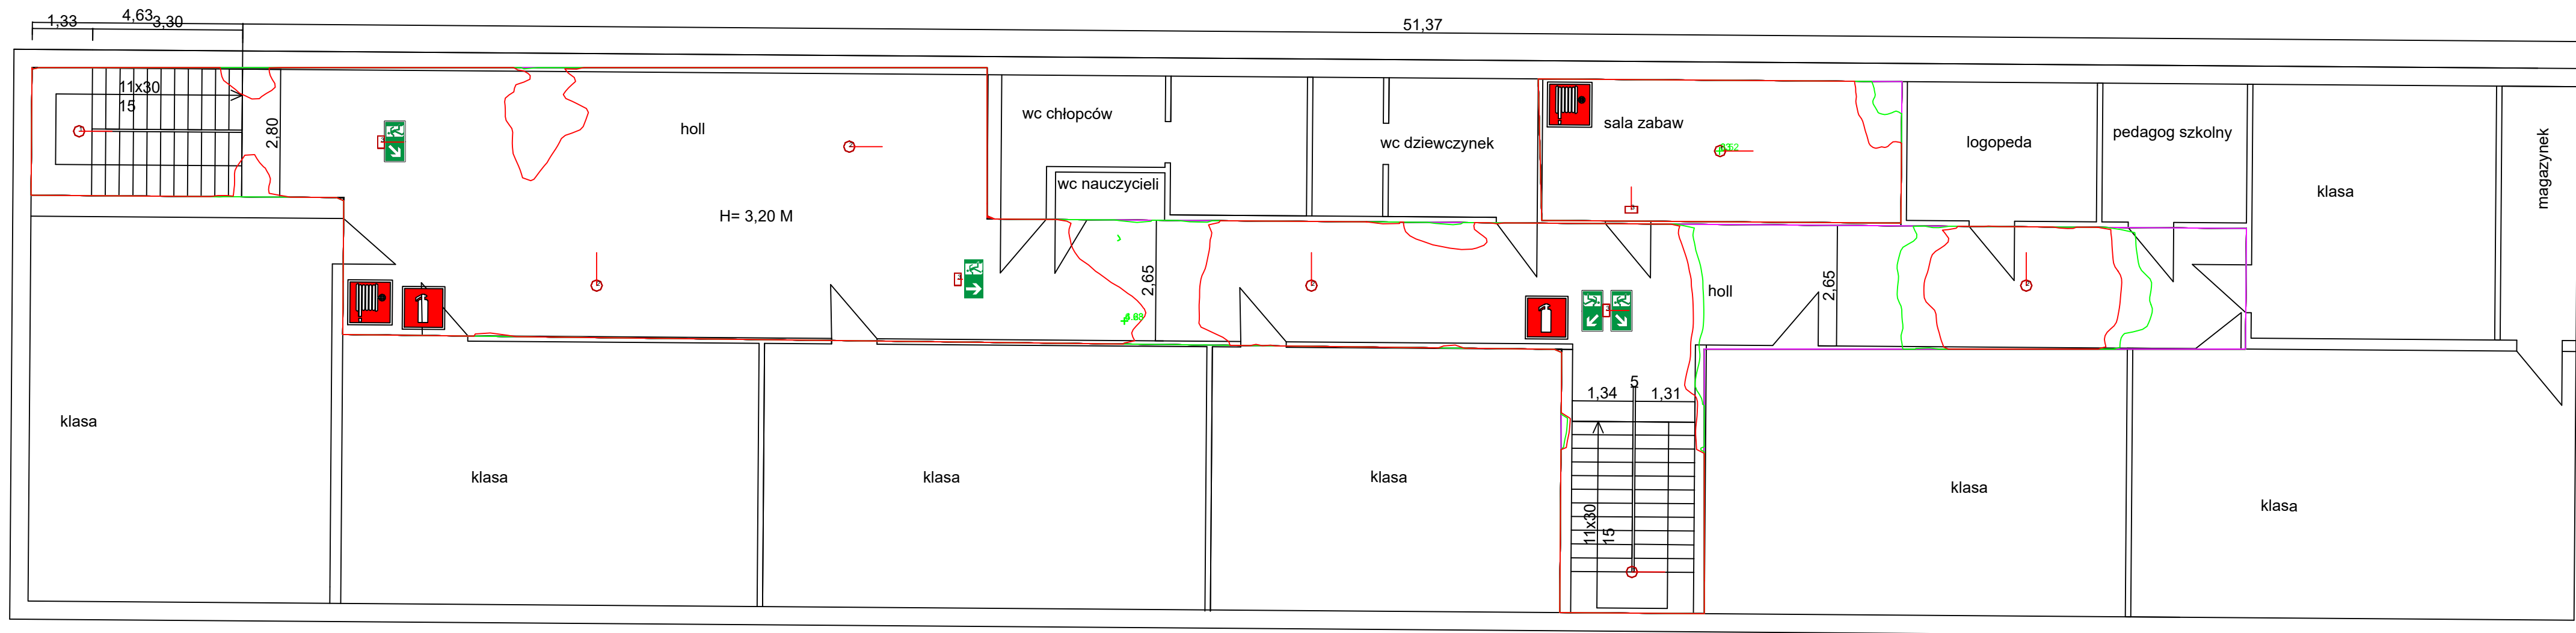 4,63
1,33
3,30
51,37
11x30
15
2,80
holl
wc chłopców
wc dziewczynek
sala zabaw
logopeda
pedagog szkolny
magazynek
klasa
wc nauczycieli
H= 3,20 M
2,65
holl
2,65
klasa
klasa
klasa
klasa
1,34
5
1,31
11x30
15
klasa
klasa